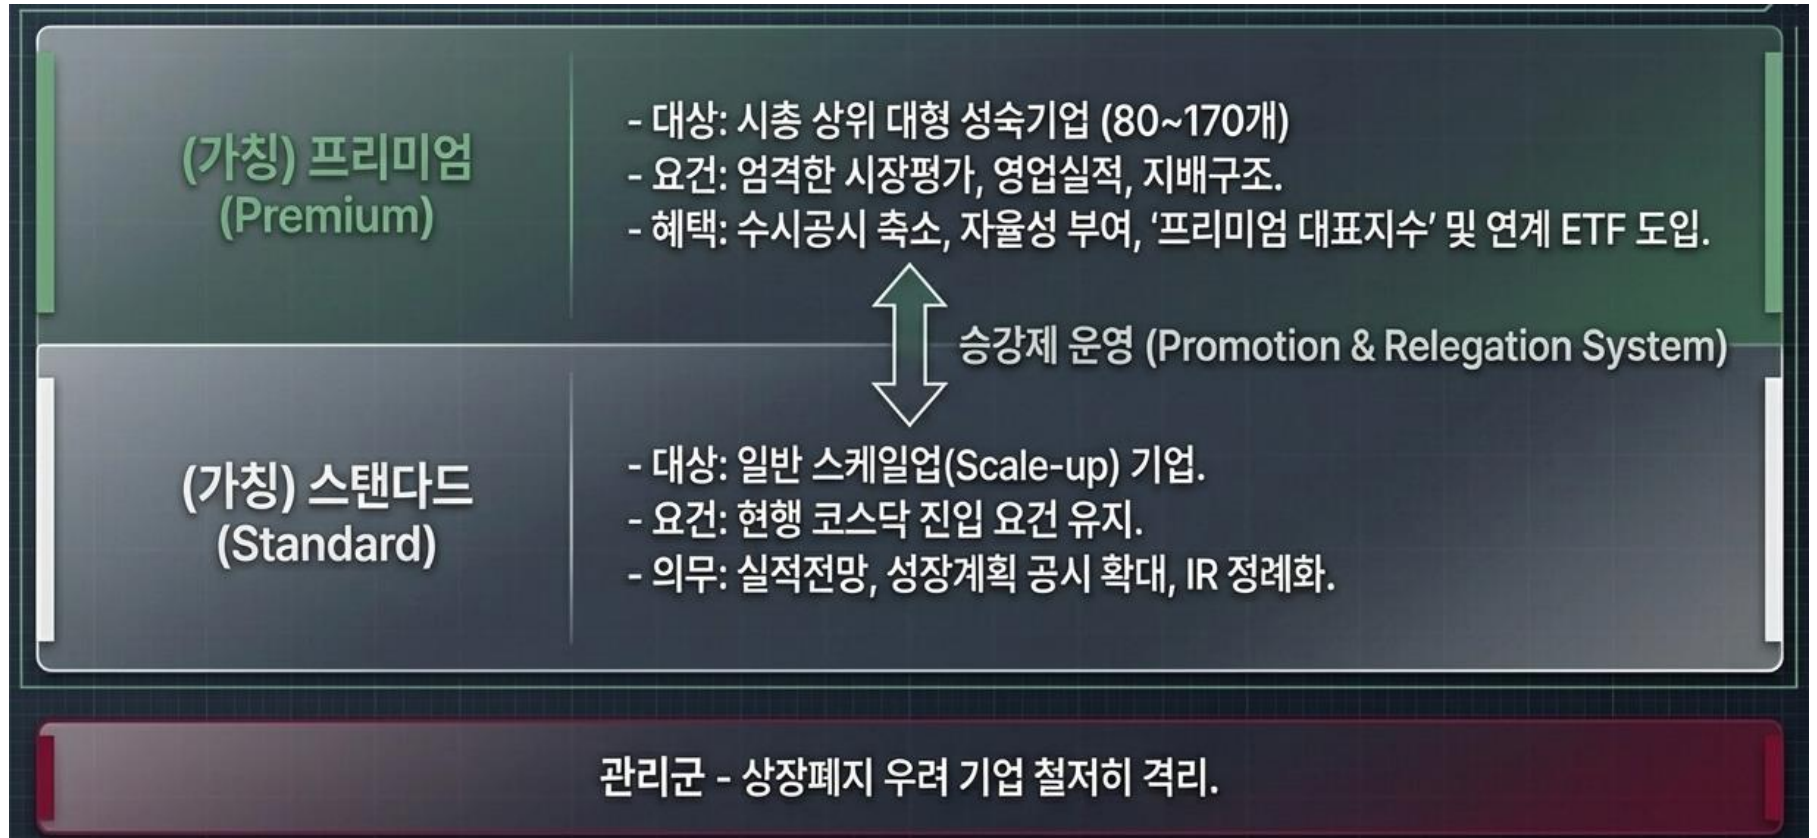 (가칭) 프리미엄
(Premium)
- 대상: 시총 상위 대형 성숙기업 (80~170개)
- 요건: 엄격한 시장평가, 영업실적, 지배구조.
- 혜택: 수시공시 축소, 자율성 부여, ‘프리미엄 대표지수’ 및 연계 ETF 도입.
승강제 운영 (Promotion & Relegation System)
(가칭) 스탠다드
(Standard)
- 대상: 일반 스케일업(Scale-up) 기업.
- 요건: 현행 코스닥 진입 요건 유지.
- 의무: 실적전망, 성장계획 공시 확대, IR 정례화.
관리군 - 상장폐지 우려 기업 철저히 격리.